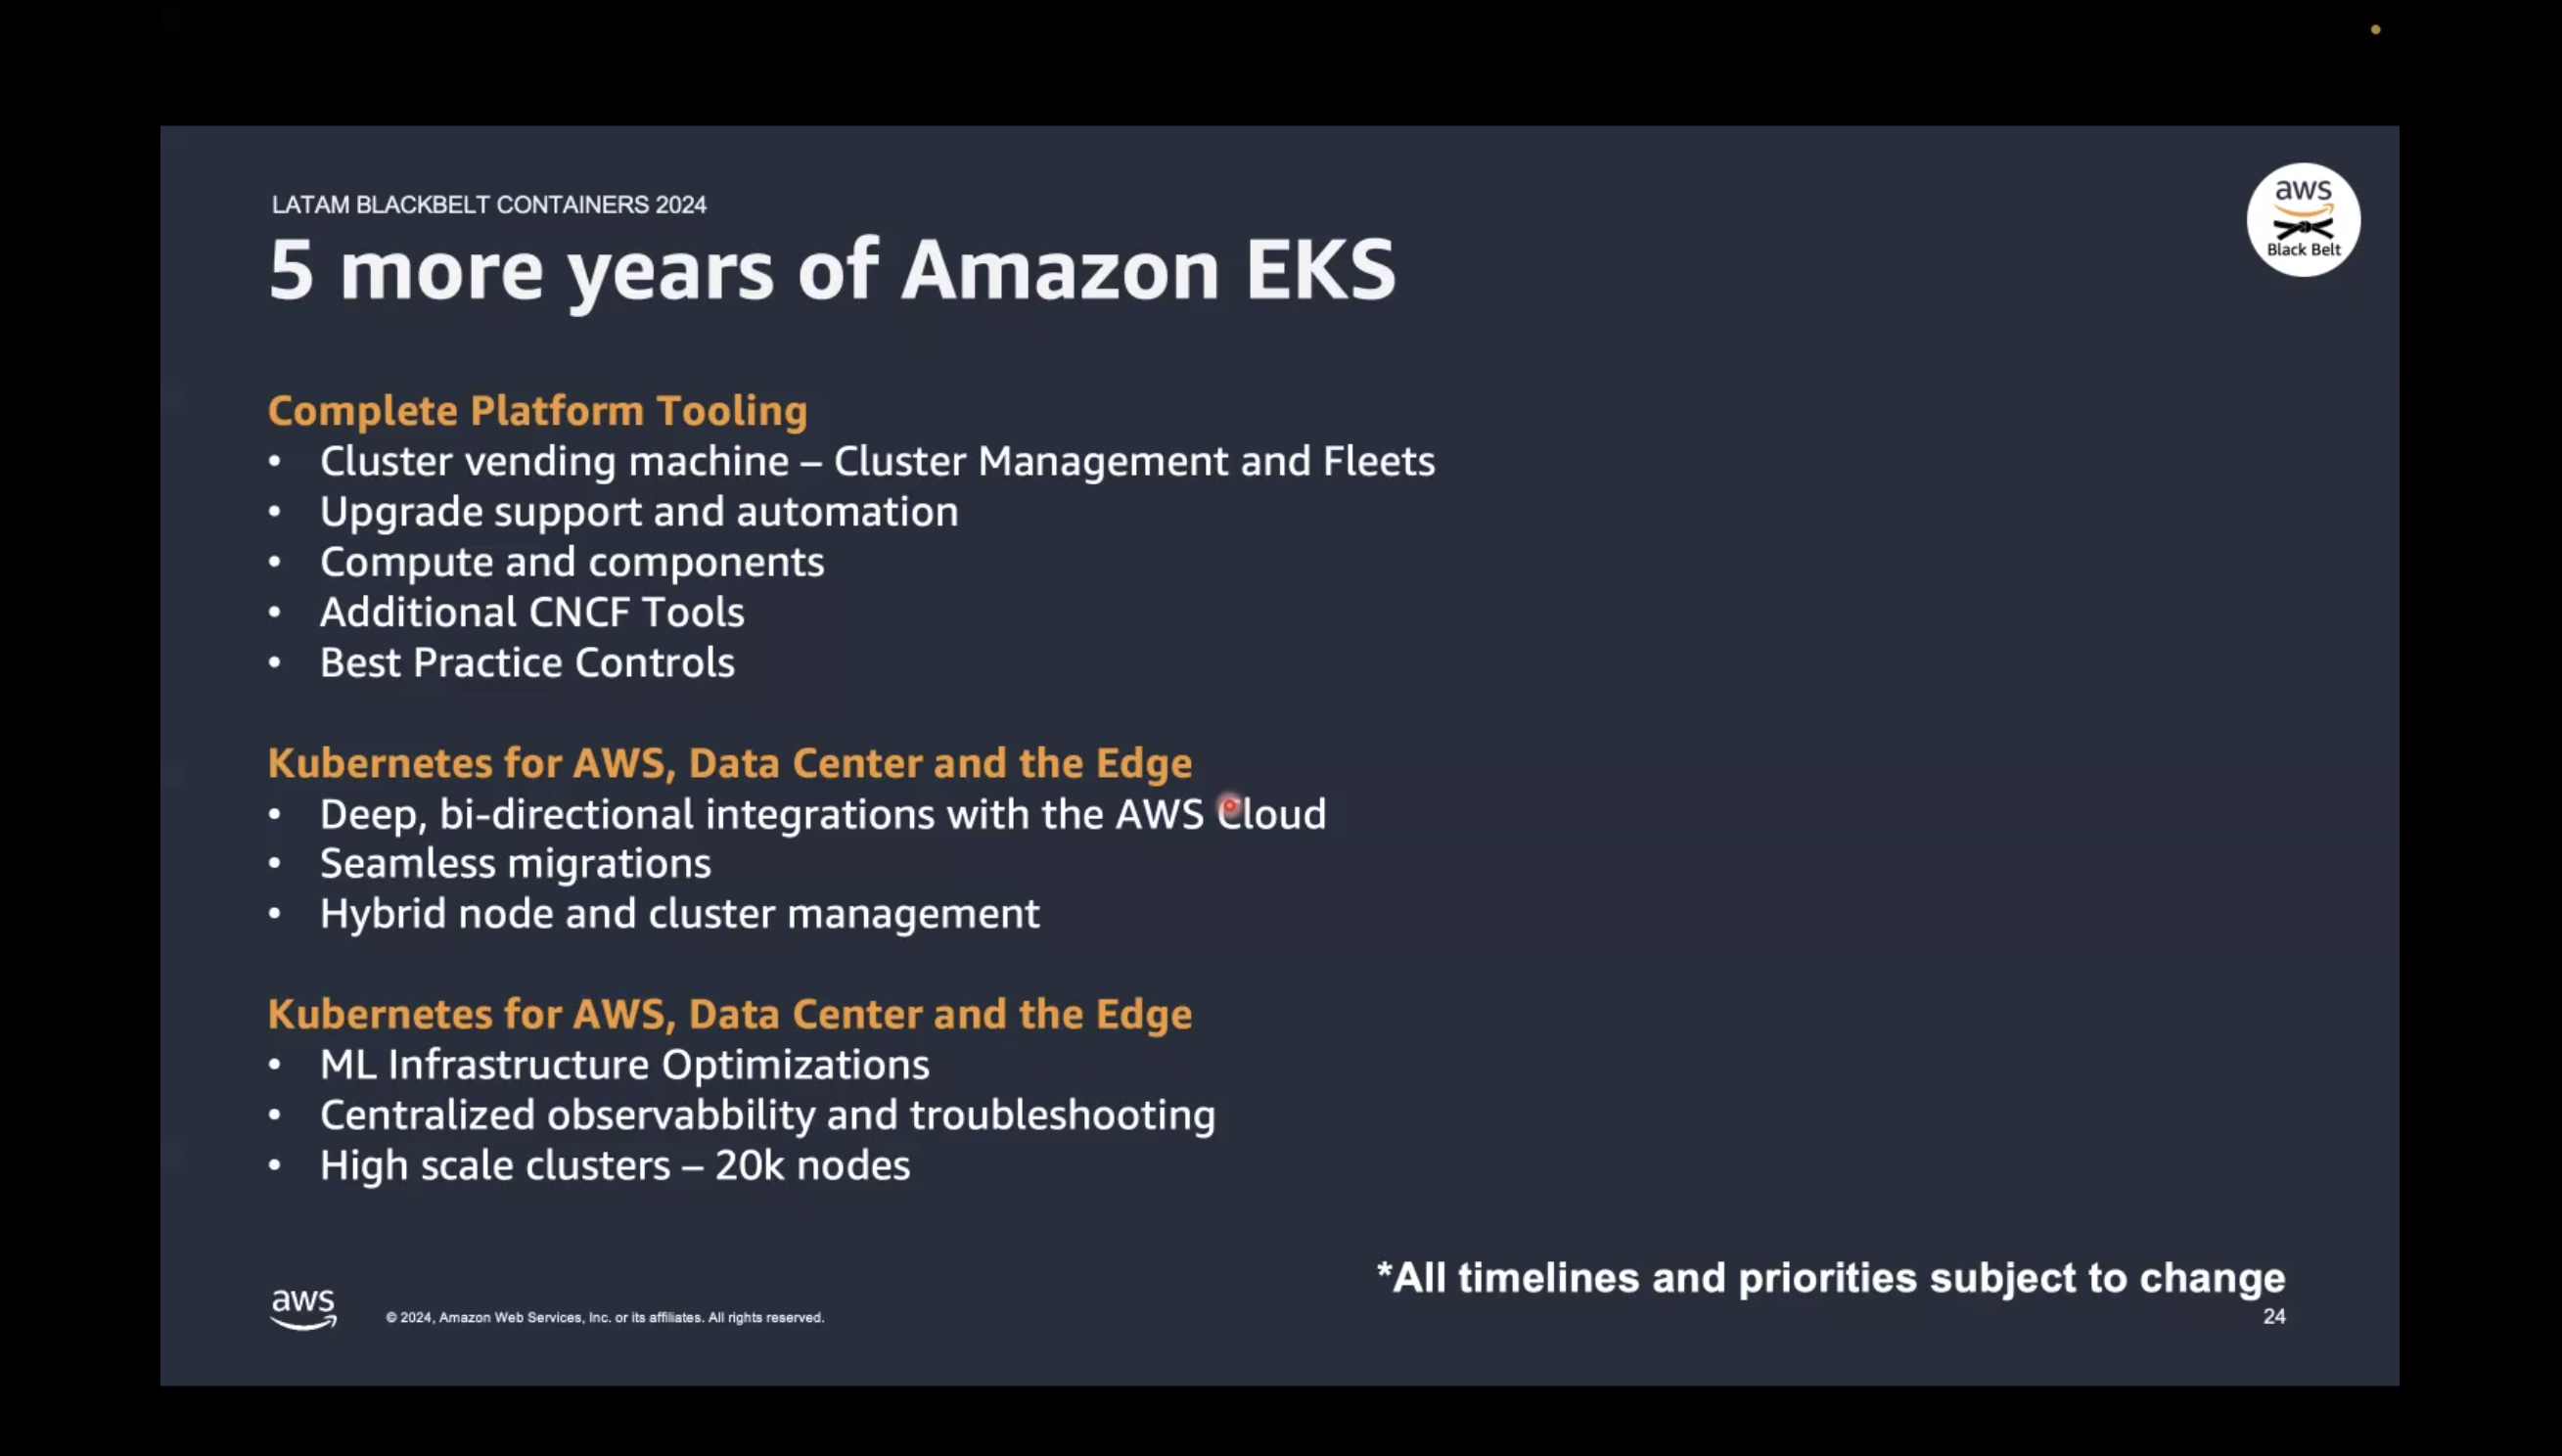 LATAM BLACKBELT CONTAINERS 2024
5 more years of Amazon EKS
aws
Black Belt
Complete Platform Tooling
• Cluster vending machine – Cluster Management and Fleets
• Upgrade support and automation
• Compute and components
• Additional CNCF Tools
• Best Practice Controls
Kubernetes for AWS, Data Center and the Edge
• Deep, bi-directional integrations with the AWS Cloud
• Seamless migrations
• Hybrid node and cluster management
Kubernetes for AWS, Data Center and the Edge
• ML Infrastructure Optimizations
• Centralized observabbility and troubleshooting
• High scale clusters – 20k nodes
*All timelines and priorities subject to change
aws
© 2024, Amazon Web Services, Inc. or its affiliates. All rights reserved.
24